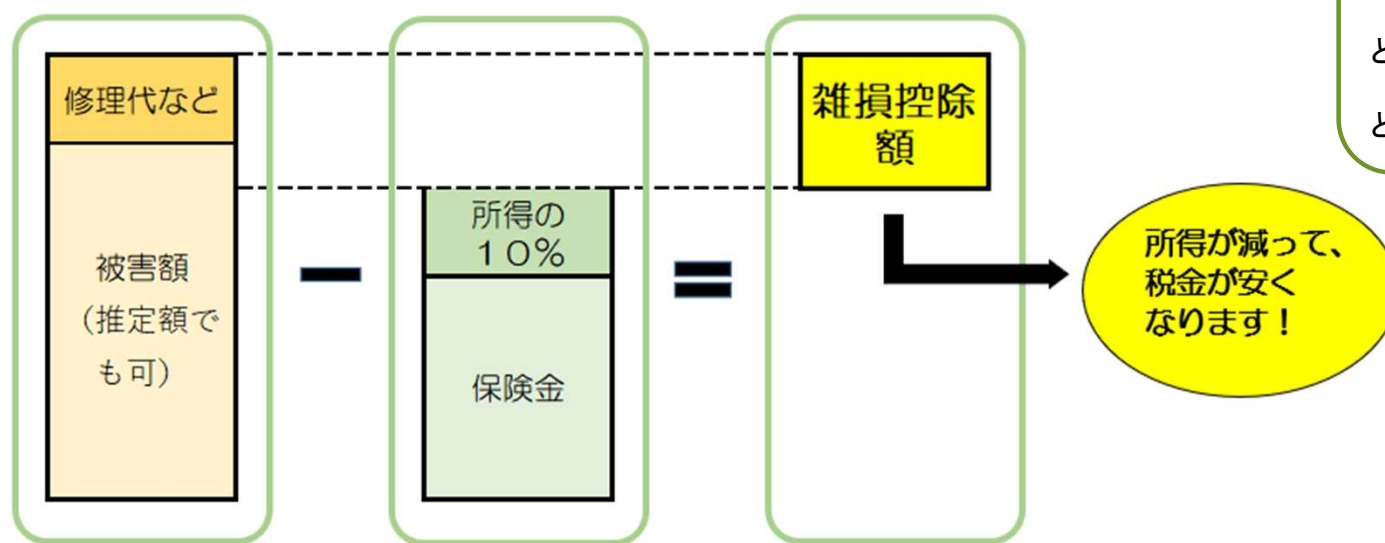 修理代など
被害額
（推定額で
も可）
所得の
１０％
保険金
雑損控除
額
所得が減って、
税金が安く
なります！
と
と